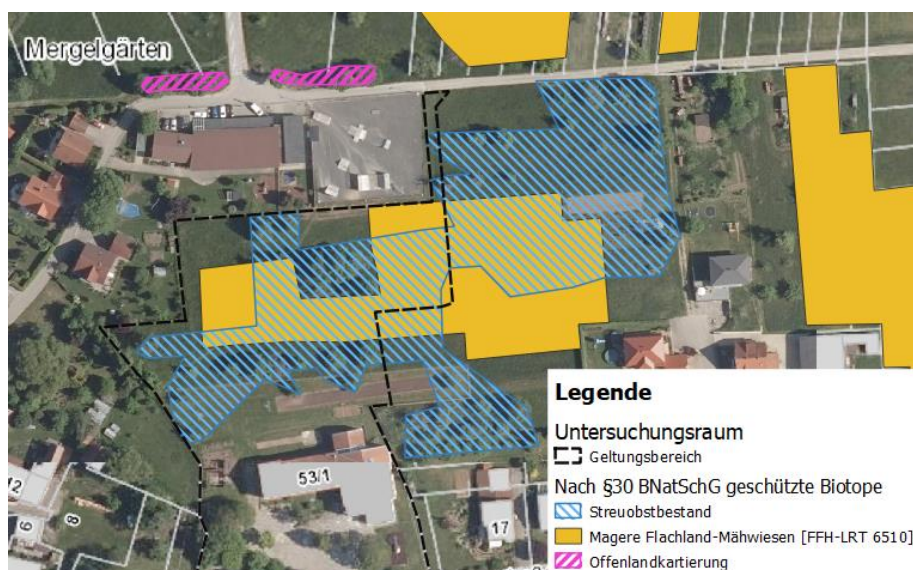 Mergelgärten
53/1
12
6
8
17
Legende
Untersuchungsraum
Geltungsbereich
Nach §30 BNatSchG geschützte Biotope
Streuobstbestand
Magere Flachland-Mähwiesen [FFH-LRT 6510]
Offenlandkartierung